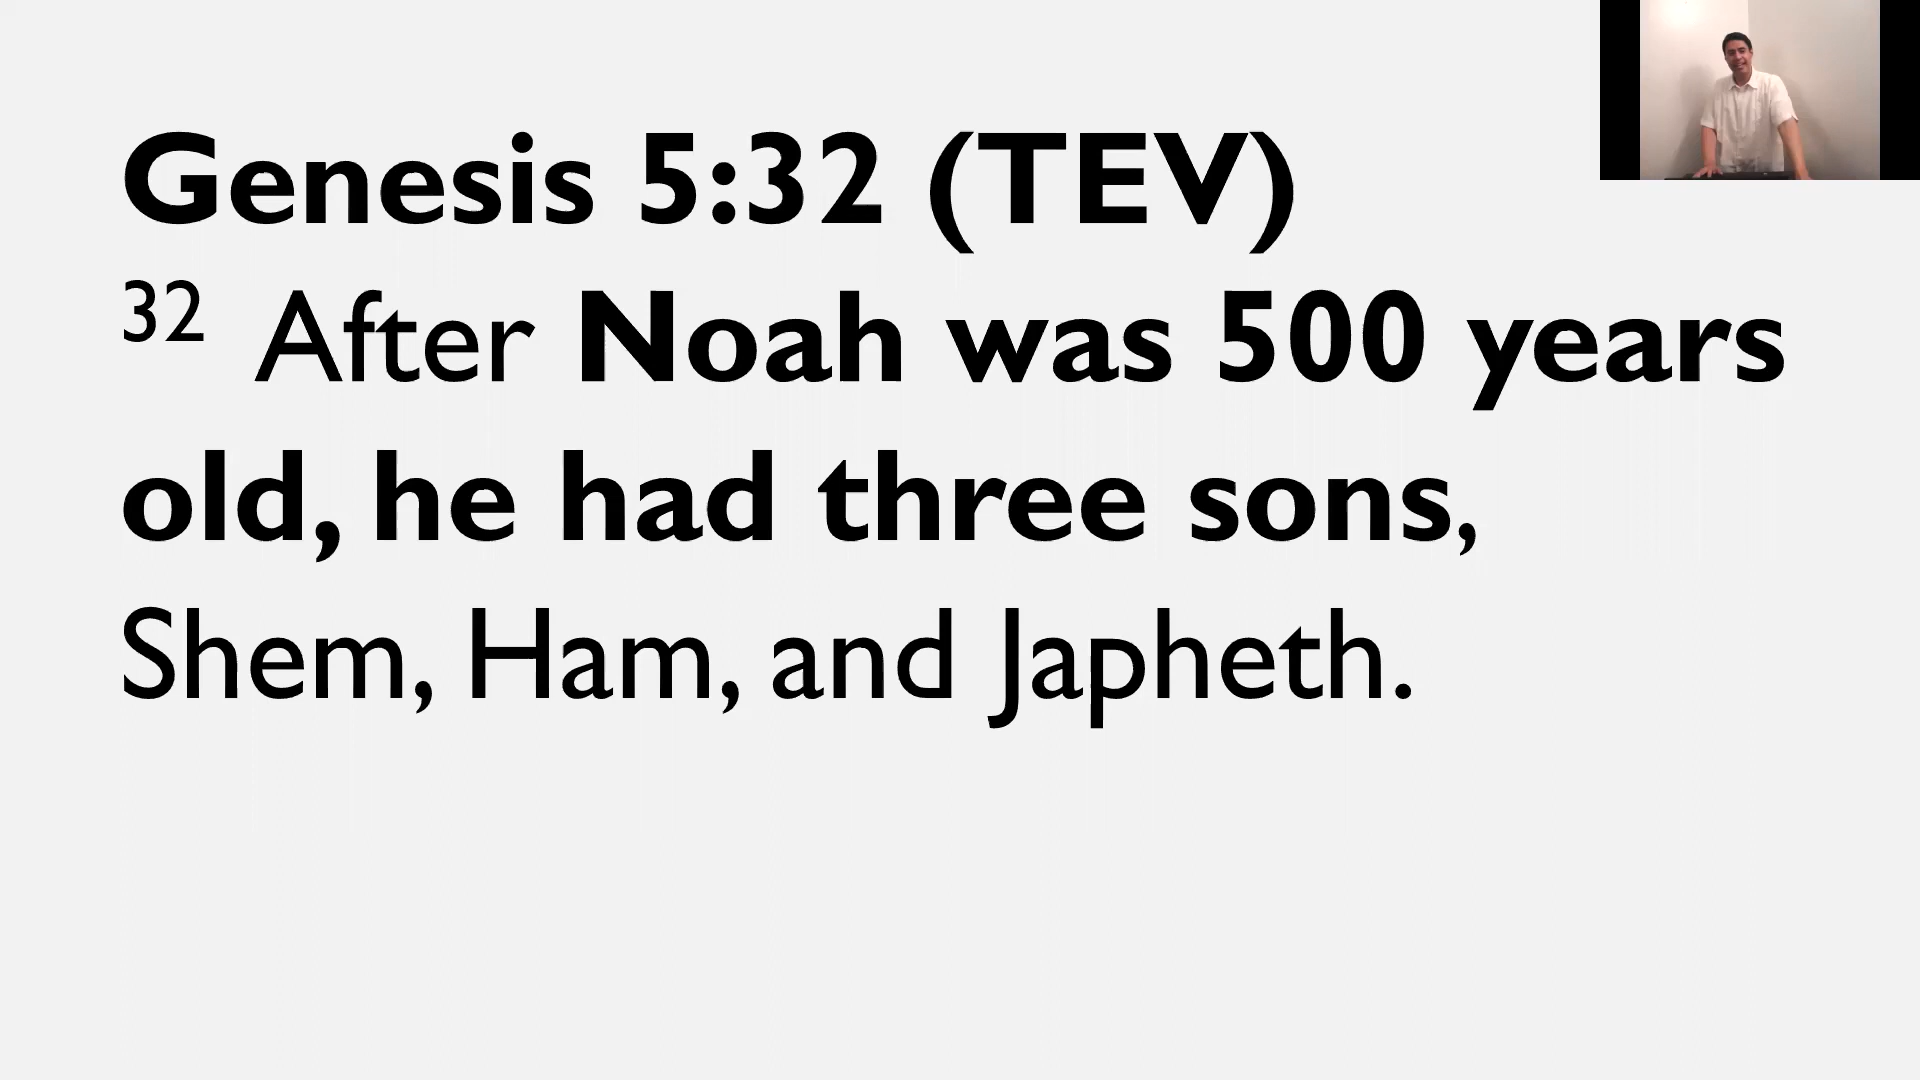 Genesis 5:32 (TEV)
32 After Noah was 500 years
old, he had three sons,
Shem, Ham, and Japheth.